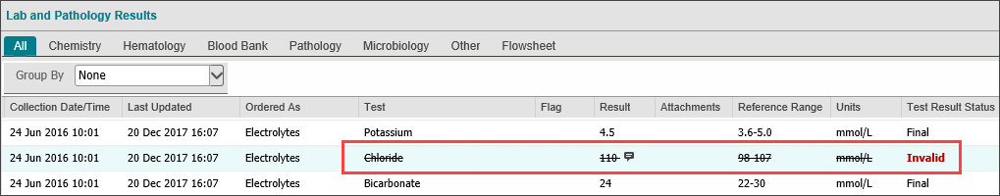 Lab and Pathology Results
All Chemistry Hematology Blood Bank Pathology Microbiology Other Flowsheet
Group By None
Collection Date/Time Last Updated Ordered As Test Flag Result Attachments Reference Range Units Test Result Status
24 Jun 2016 10:01 20 Dec 2017 16:07 Electrolytes Potassium 4.5 3.6-5.0 mmol/L Final
24 Jun 2016 10:01 20 Dec 2017 16:07 Electrolytes Chloride 110 98-107 mmol/L Invalid
24 Jun 2016 10:01 20 Dec 2017 16:07 Electrolytes Bicarbonate 24 22-30 mmol/L Final